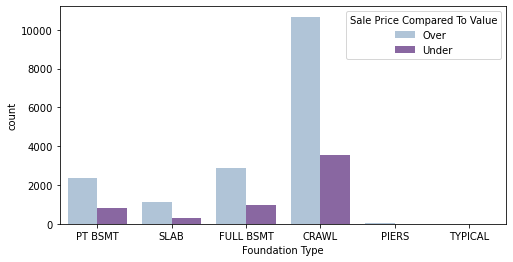 Sale Price Compared To Value
Over
Under
10000
8000
6000
4000
2000
0
count
PT BSMT SLAB FULL BSMT CRAWL PIERS TYPICAL
Foundation Type